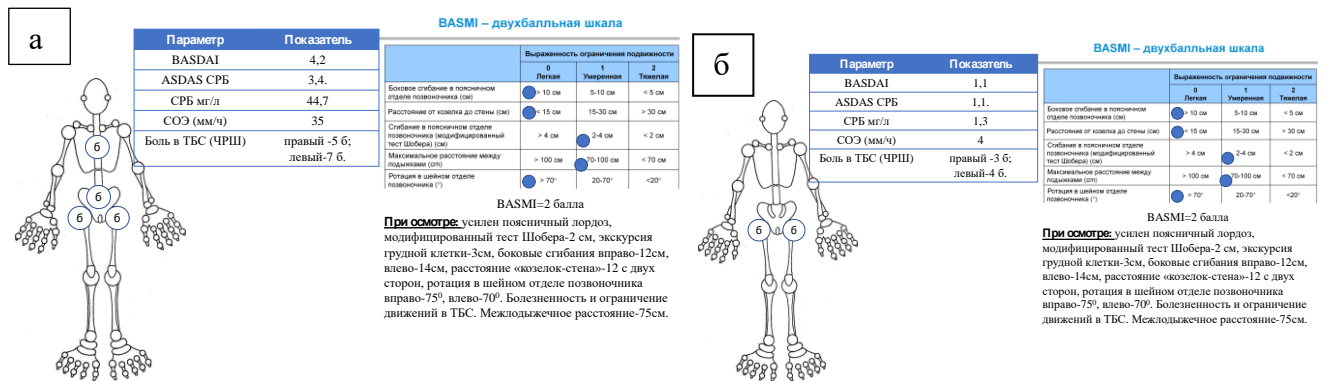 а
Параметр Показатель
BASDAI 4,2
ASDAS СРБ 3,4.
СРБ мг/л 44,7
СОЭ (мм/ч) 35
Боль в ТБС (ЧРШ) правый -5 б;
левый-7 б.
б
б
б б
BASMI – двухбалльная шкала
Выраженность ограничения подвижности
0 1 2
Легкая Умеренная Тяжелая
Боковое сгибание в поясничном
отделе позвоночника (см) > 10 см 5-10 см < 5 см
Расстояние от козелка до стены (см) < 15 см 15-30 см > 30 см
Сгибание в поясничном отделе
позвоночника (модифицированный
тест Шобера) (см) > 4 см 2-4 см < 2 см
Максимальное расстояние между
лодыжками (cm) > 100 см 70-100 см < 70 см
Ротация в шейном отделе
позвоночника (°) > 70° 20-70° <20°
BASMI=2 балла
При осмотре: усилен поясничный лордоз,
модифицированный тест Шобера-2 см, экскурсия
грудной клетки-3см, боковые сгибания вправо-12см,
влево-14см, расстояние «козелок-стена»-12 с двух
сторон, ротация в шейном отделе позвоночника
вправо-75⁰, влево-70⁰. Болезненность и ограничение
движений в ТБС. Межлодыжечное расстояние-75см.
б
Параметр Показатель
BASDAI 1,1
ASDAS СРБ 1,1.
СРБ мг/л 1,3
СОЭ (мм/ч) 4
Боль в ТБС (ЧРШ) правый -3 б;
левый-4 б.
б б
BASMI – двухбалльная шкала
Выраженность ограничения подвижности
0 1 2
Легкая Умеренная Тяжелая
Боковое сгибание в поясничном
отделе позвоночника (см) > 10 см 5-10 см < 5 см
Расстояние от козелка до стены (см) < 15 см 15-30 см > 30 см
Сгибание в поясничном отделе
позвоночника (модифицированный
тест Шобера) (см) > 4 см 2-4 см < 2 см
Максимальное расстояние между
лодыжками (cm) > 100 см 70-100 см < 70 см
Ротация в шейном отделе
позвоночника (°) > 70° 20-70° <20°
BASMI=2 балла
При осмотре: усилен поясничный лордоз,
модифицированный тест Шобера-2 см, экскурсия
грудной клетки-3см, боковые сгибания вправо-12см,
влево-14см, расстояние «козелок-стена»-12 с двух
сторон, ротация в шейном отделе позвоночника
вправо-75⁰, влево-70⁰. Болезненность и ограничение
движений в ТБС. Межлодыжечное расстояние-75см.